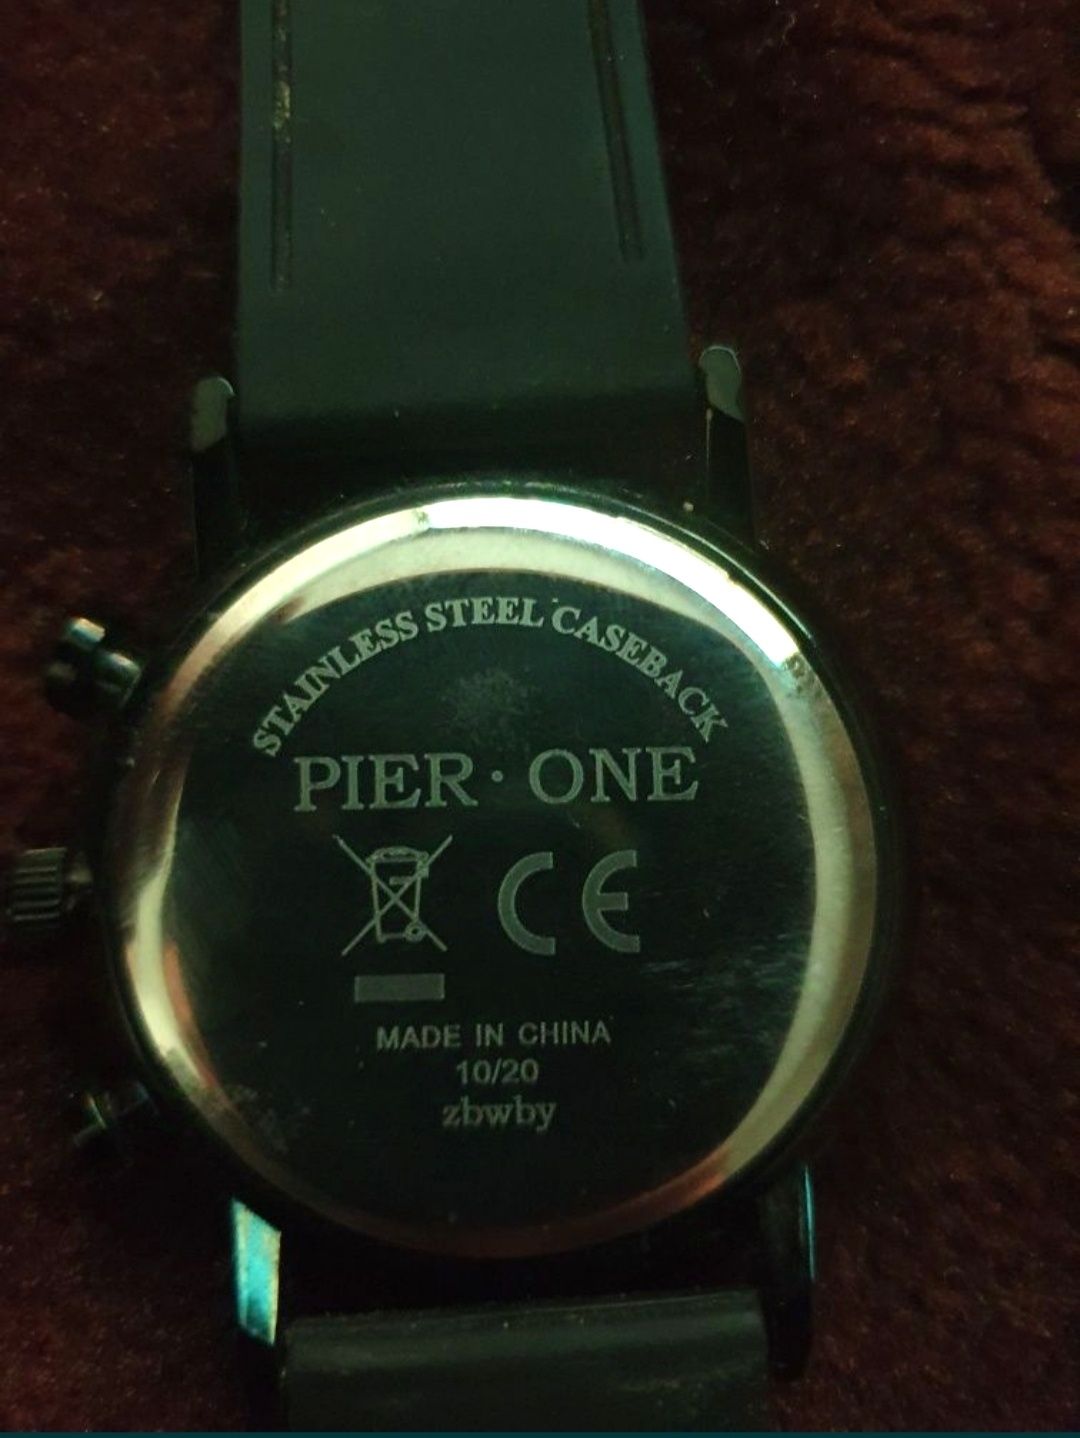 STAINLESS STEEL CASEBACK
PIER · ONE
CE
MADE IN CHINA
10/20
zbwby